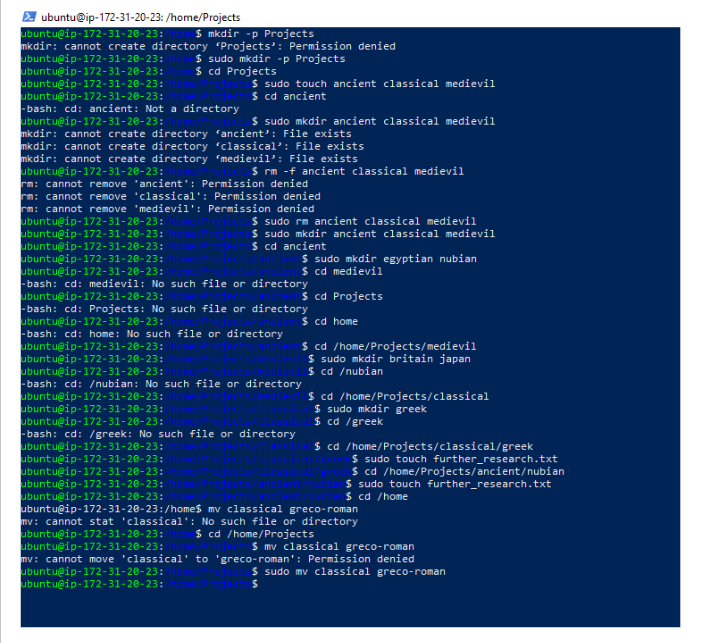 ubuntu@ip-172-31-20-23: /home/Projects
ubuntu@ip-172-31-20-23:/home$ mkdir -p Projects
mkdir: cannot create directory ‘Projects’: Permission denied
ubuntu@ip-172-31-20-23:/home$ sudo mkdir -p Projects
ubuntu@ip-172-31-20-23:/home$ cd Projects
ubuntu@ip-172-31-20-23:/home/Projects$ sudo touch ancient classical medievil
ubuntu@ip-172-31-20-23:/home/Projects$ cd ancient
-bash: cd: ancient: Not a directory
ubuntu@ip-172-31-20-23:/home/Projects$ sudo mkdir ancient classical medievil
mkdir: cannot create directory ‘ancient’: File exists
mkdir: cannot create directory ‘classical’: File exists
mkdir: cannot create directory ‘medievil’: File exists
ubuntu@ip-172-31-20-23:/home/Projects$ rm -f ancient classical medievil
rm: cannot remove 'ancient': Permission denied
rm: cannot remove 'classical': Permission denied
rm: cannot remove 'medievil': Permission denied
ubuntu@ip-172-31-20-23:/home/Projects$ sudo rm ancient classical medievil
ubuntu@ip-172-31-20-23:/home/Projects$ sudo mkdir ancient classical medievil
ubuntu@ip-172-31-20-23:/home/Projects$ cd ancient
ubuntu@ip-172-31-20-23:/home/Projects/ancient$ sudo mkdir egyptian nubian
ubuntu@ip-172-31-20-23:/home/Projects/ancient$ cd medievil
-bash: cd: medievil: No such file or directory
ubuntu@ip-172-31-20-23:/home/Projects/ancient$ cd Projects
-bash: cd: Projects: No such file or directory
ubuntu@ip-172-31-20-23:/home/Projects/ancient$ cd home
-bash: cd: home: No such file or directory
ubuntu@ip-172-31-20-23:/home/Projects/ancient$ cd /home/Projects/medievil
ubuntu@ip-172-31-20-23:/home/Projects/medievil$ sudo mkdir britain japan
ubuntu@ip-172-31-20-23:/home/Projects/medievil$ cd /nubian
-bash: cd: /nubian: No such file or directory
ubuntu@ip-172-31-20-23:/home/Projects/medievil$ cd /home/Projects/classical
ubuntu@ip-172-31-20-23:/home/Projects/classical$ sudo mkdir greek
ubuntu@ip-172-31-20-23:/home/Projects/classical$ cd /greek
-bash: cd: /greek: No such file or directory
ubuntu@ip-172-31-20-23:/home/Projects/classical$ cd /home/Projects/classical/greek
ubuntu@ip-172-31-20-23:/home/Projects/classical/greek$ sudo touch further_research.txt
ubuntu@ip-172-31-20-23:/home/Projects/classical/greek$ cd /home/Projects/ancient/nubian
ubuntu@ip-172-31-20-23:/home/Projects/ancient/nubian$ sudo touch further_research.txt
ubuntu@ip-172-31-20-23:/home/Projects/ancient/nubian$ cd /home
ubuntu@ip-172-31-20-23:/home$ mv classical greco-roman
mv: cannot stat 'classical': No such file or directory
ubuntu@ip-172-31-20-23:/home$ cd /home/Projects
ubuntu@ip-172-31-20-23:/home/Projects$ mv classical greco-roman
mv: cannot move 'classical' to 'greco-roman': Permission denied
ubuntu@ip-172-31-20-23:/home/Projects$ sudo mv classical greco-roman
ubuntu@ip-172-31-20-23:/home/Projects$